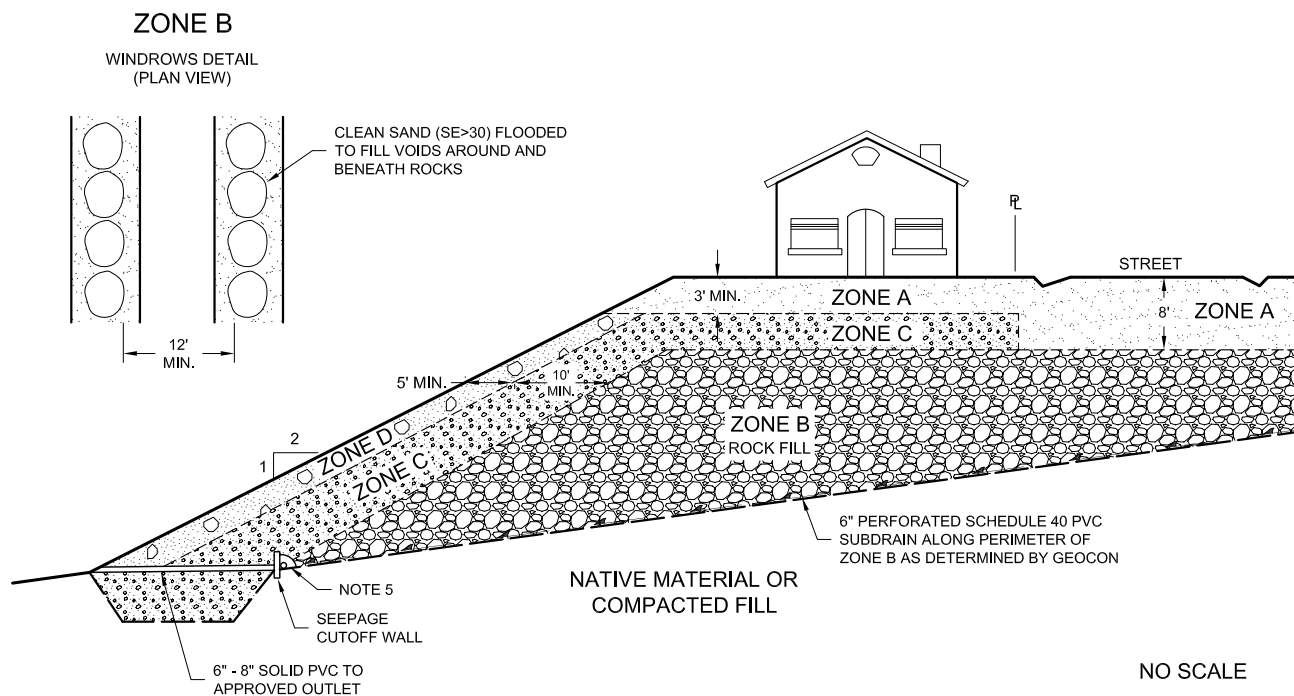 ZONE B
WINDROWS DETAIL
(PLAN VIEW)
CLEAN SAND (SE>30) FLOODED
TO FILL VOIDS AROUND AND
BENEATH ROCKS
12'
MIN.
PL
STREET
3' MIN.
ZONE A
8'
ZONE A
ZONE C
5' MIN.
10'
MIN.
ZONE B
ROCK FILL
2
1
ZONE D
ZONE C
6" PERFORATED SCHEDULE 40 PVC
SUBDRAIN ALONG PERIMETER OF
ZONE B AS DETERMINED BY GEOCON
NATIVE MATERIAL OR
COMPACTED FILL
NOTE 5
SEEPAGE
CUTOFF WALL
6" - 8" SOLID PVC TO
APPROVED OUTLET
NO SCALE